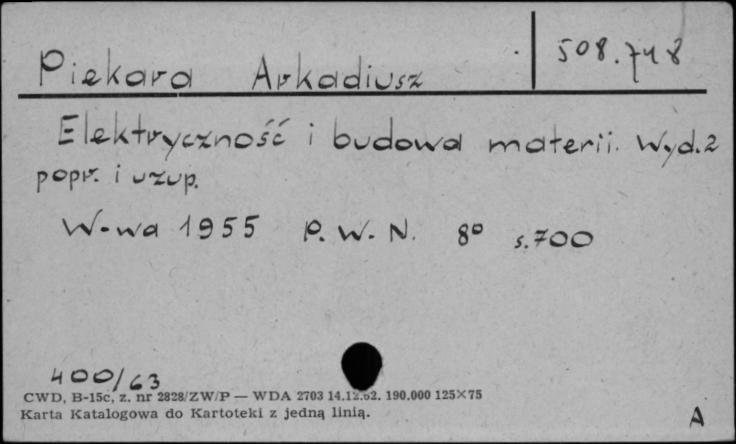 Piekara Arkadiusz 508.748
Elektryczność i budowa materii. Wyd.2
popr. i uzup.
W-wa 1955 P.W.N. 8° s.700
400/63
CWD, B-15c, z. nr 2828/ZW/P — WDA 2703 14.12.62. 190.000 125×75
Karta Katalogowa do Kartoteki z jedną linią.
A